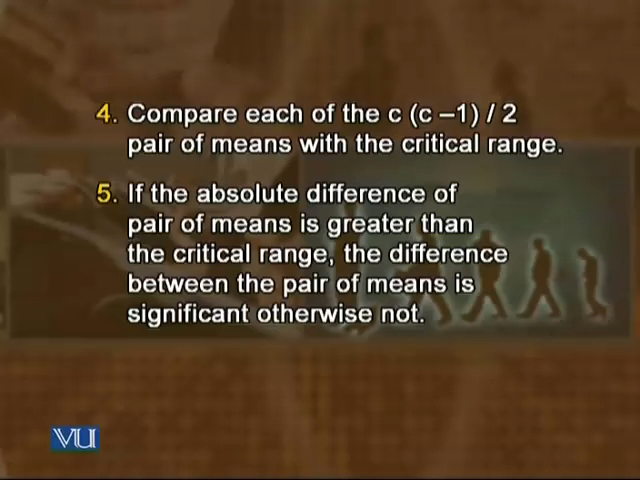 4. Compare each of the c (c –1) / 2
pair of means with the critical range.
5. If the absolute difference of
pair of means is greater than
the critical range, the difference
between the pair of means is
significant otherwise not.
VU